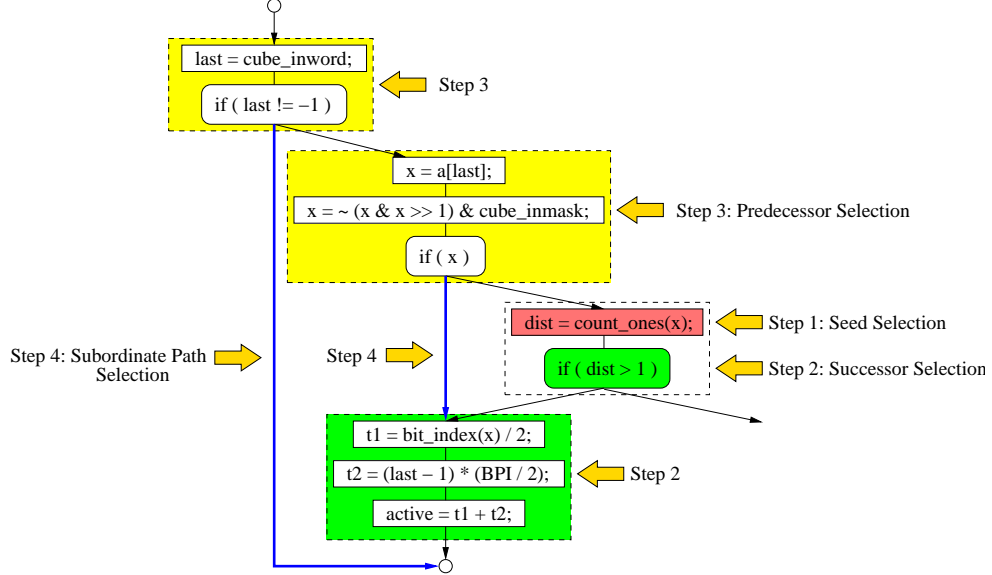 last = cube_inword;
Step 3
if ( last != −1 )
x = a[last];
x = ~ (x & x >> 1) & cube_inmask;
Step 3: Predecessor Selection
if ( x )
dist = count_ones(x);
Step 1: Seed Selection
Step 4: Subordinate Path
Selection
Step 4
if ( dist > 1 )
Step 2: Successor Selection
t1 = bit_index(x) / 2;
t2 = (last − 1) * (BPI / 2);
Step 2
active = t1 + t2;